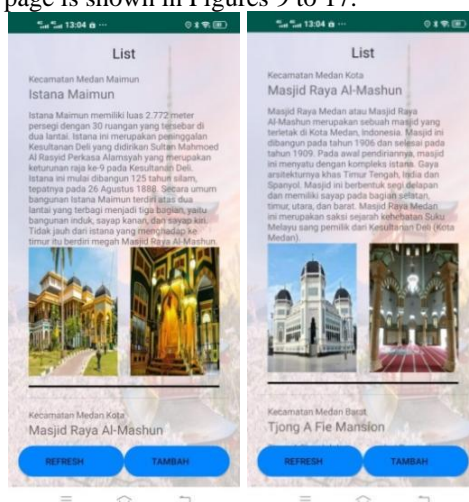 page is shown in Figures 9 to 17.
13:04
List
Kecamatan Medan Maimun
Istana Maimun
Istana Maimun memiliki luas 2.772 meter
persegi dengan 30 ruangan yang tersebar di
dua lantai. Istana ini merupakan peninggalan
Kesultanan Deli yang didirikan Sultan Mahmoed
Al Rasyid Perkasa Alamsyah yang merupakan
keturunan raja ke-9 pada Kesultanan Deli.
Istana ini mulai dibangun 125 tahun silam,
tepatnya pada 26 Agustus 1888. Secara umum
bangunan Istana Maimun terdiri atas dua
lantai yang terbagi menjadi tiga bagian, yaitu
bangunan induk, sayap kanan, dan sayap kiri.
Tidak jauh dari istana yang menghadap ke
timur itu berdiri megah Masjid Raya Al-Mashun.
Kecamatan Medan Kota
Masjid Raya Al-Mashun
REFRESH
TAMBAH
13:04
List
Kecamatan Medan Kota
Masjid Raya Al-Mashun
Masjid Raya Medan atau Masjid Raya
Al-Mashun merupakan sebuah masjid yang
terletak di Kota Medan, Indonesia. Masjid ini
dibangun pada tahun 1906 dan selesai pada
tahun 1909. Pada awal pendiriannya, masjid
ini menyatu dengan kompleks istana. Gaya
arsitekturnya khas Timur Tengah, India dan
Spanyol. Masjid ini berbentuk segi delapan
dan memiliki sayap pada bagian selatan,
timur, utara, dan barat. Masjid Raya Medan
ini merupakan saksi sejarah kehebatan Suku
Melayu sang pemilik dari Kesultanan Deli (Kota
Medan).
Kecamatan Medan Barat
Tjong A Fie Mansion
REFRESH
TAMBAH